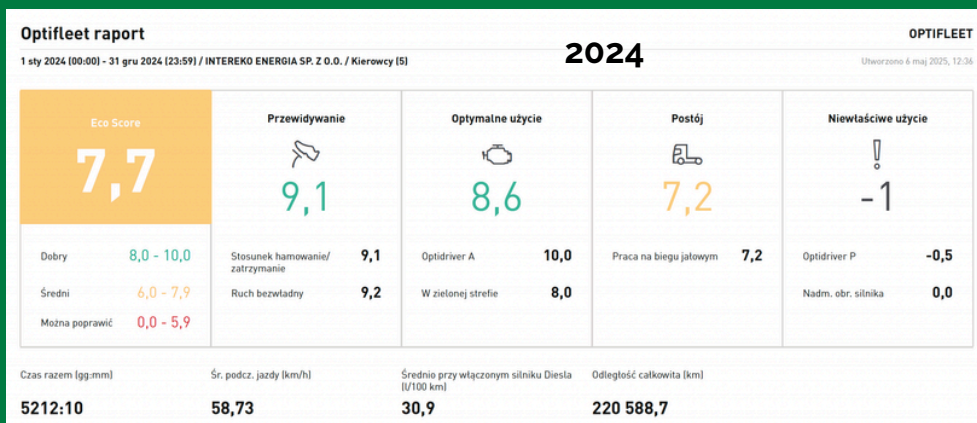 Optifleet raport
OPTIFLEET
1 sty 2024 (00:00) - 31 gru 2024 (23:59) / INTEREKO ENERGIA SP. Z O.O. / Kierowcy (5)
2024
Utworzono 6 maj 2025, 12:36
Eco Score
7,7
Dobry 8,0 - 10,0
Średni 6,0 - 7,9
Można poprawić 0,0 - 5,9
Przewidywanie
9,1
Stosunek hamowanie/
zatrzymanie 9,1
Ruch bezwładny 9,2
Optymalne użycie
8,6
Optidriver A 10,0
W zielonej strefie 8,0
Postój
7,2
Praca na biegu jałowym 7,2
Niewłaściwe użycie
-1
Optidriver P -0,5
Nadm. obr. silnika 0,0
Czas razem (gg:mm)
5212:10
Śr. podcz. jazdy (km/h)
58,73
Średnio przy włączonym silniku Diesla
(l/100 km)
30,9
Odległość całkowita (km)
220 588,7